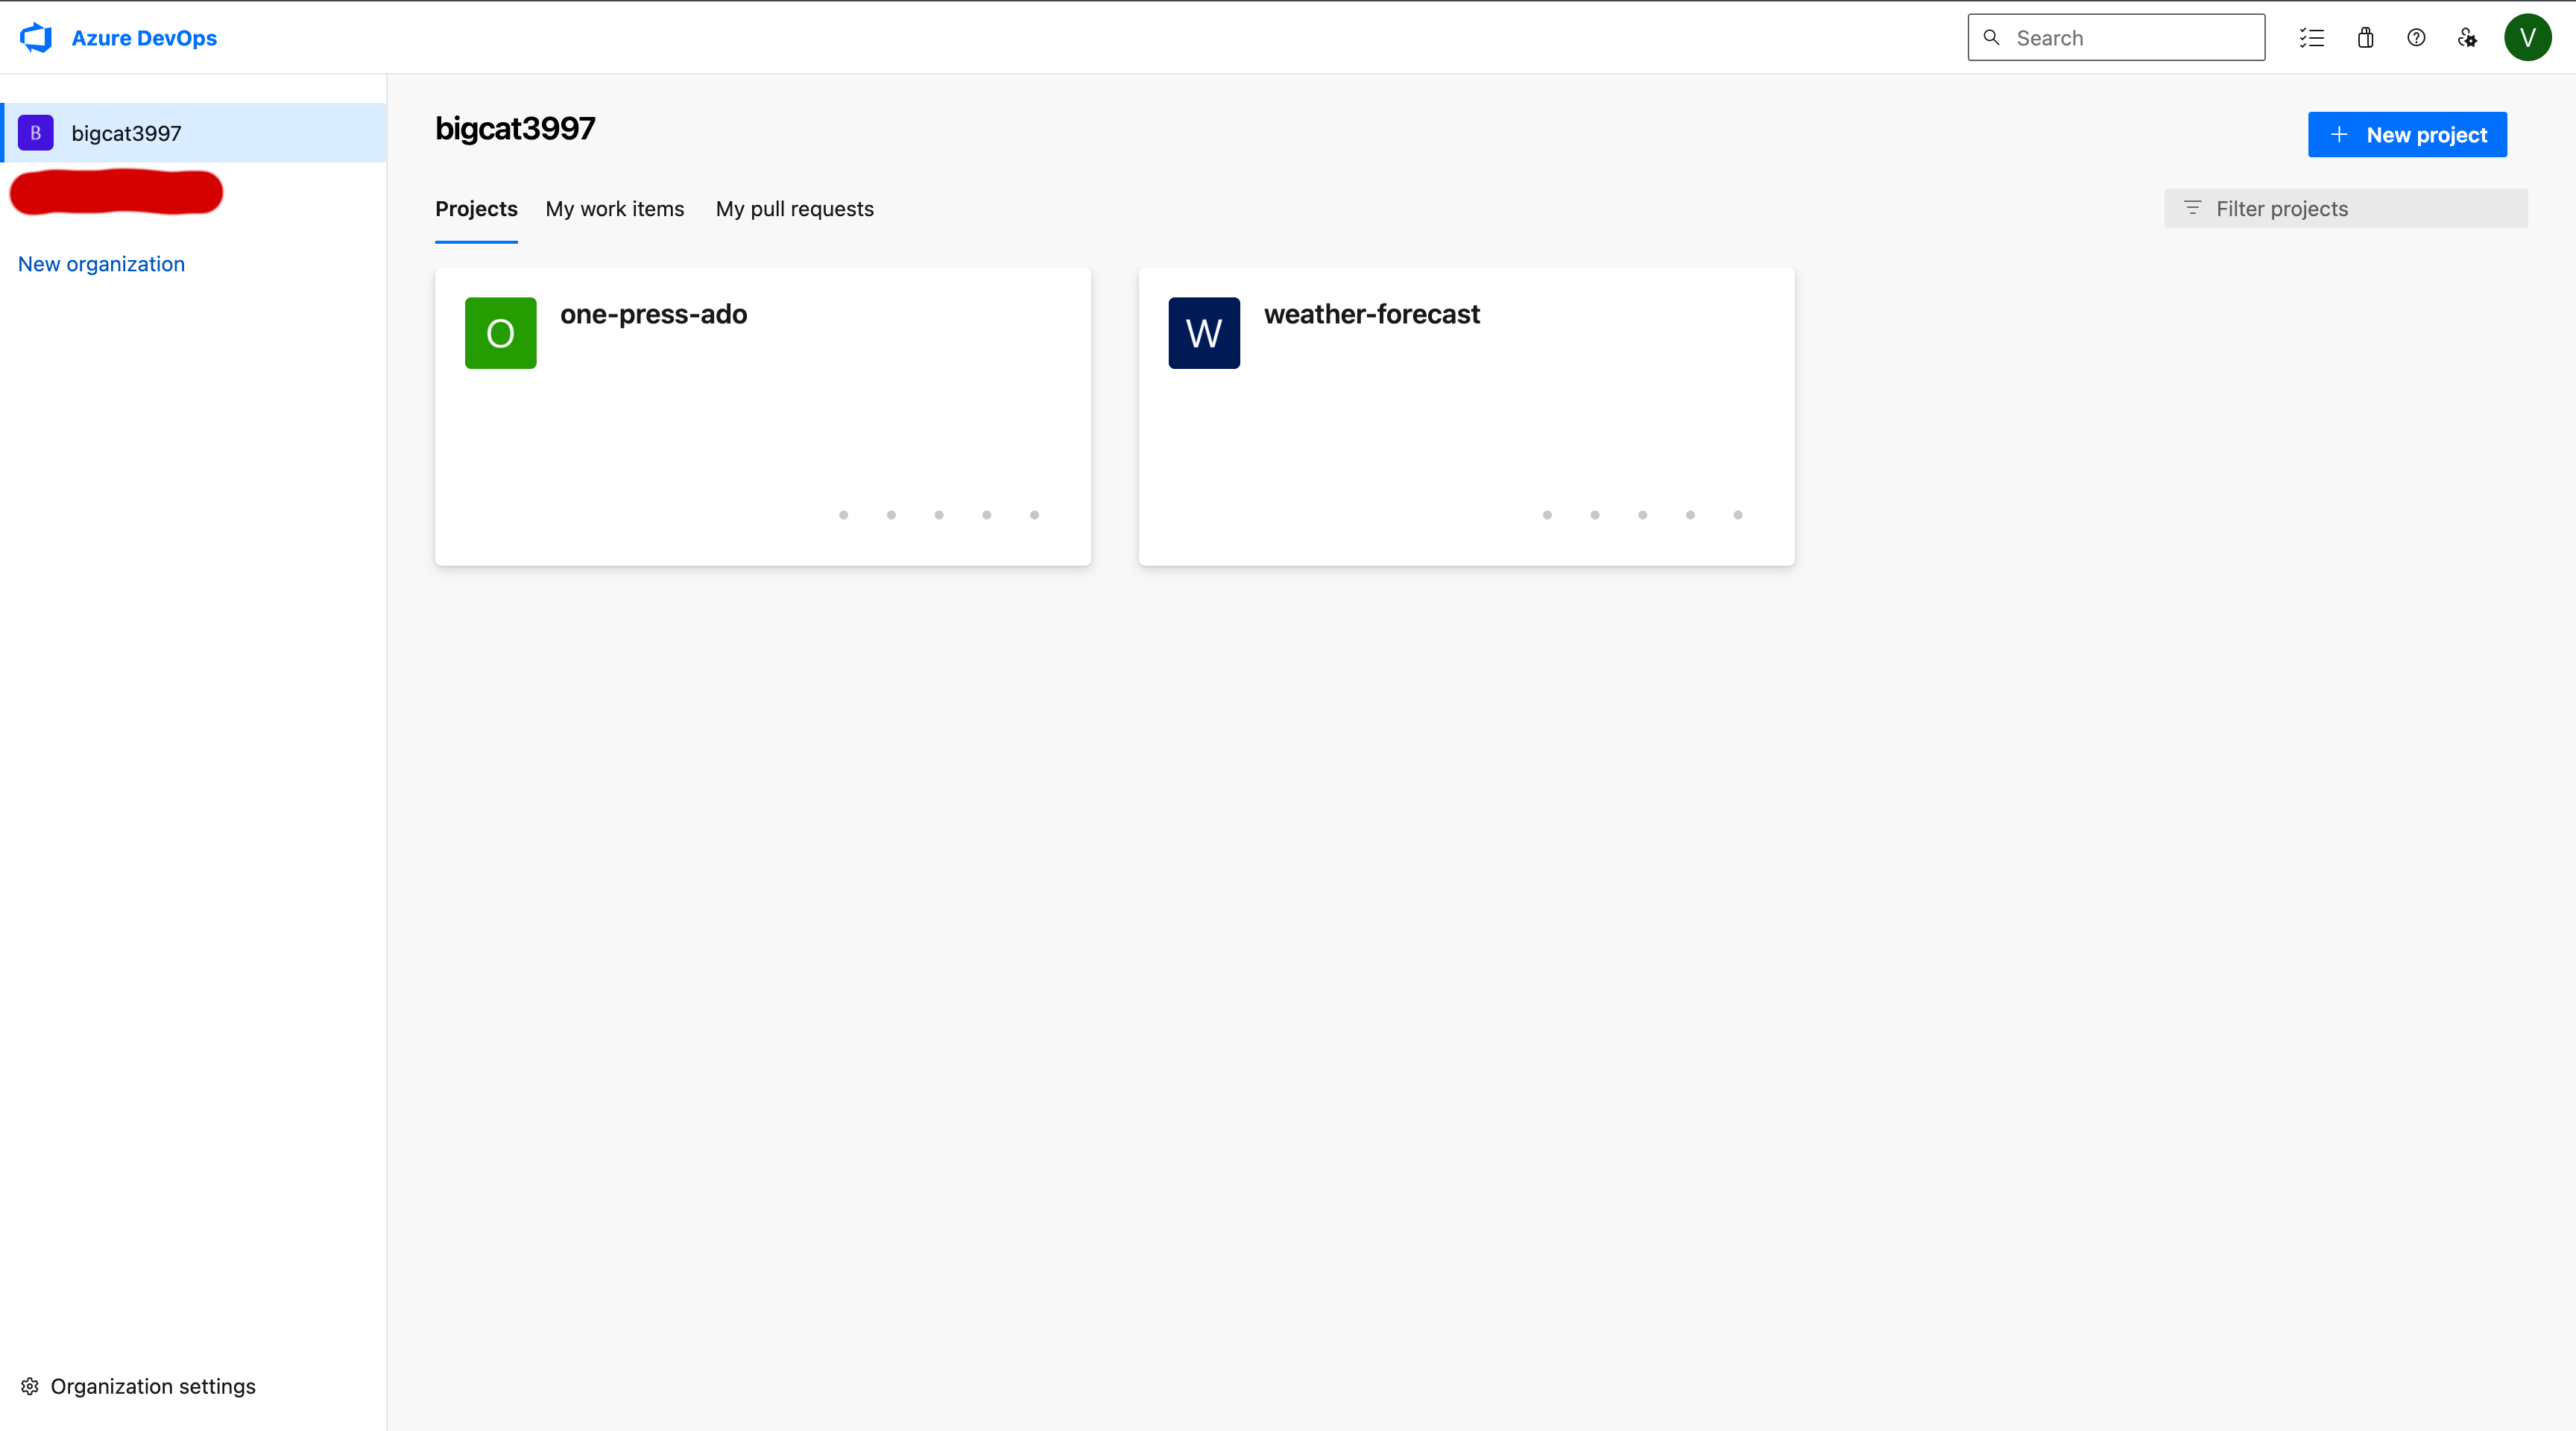 Azure DevOps
Search
V
B
bigcat3997
New organization
Organization settings
bigcat3997
New project
Projects
My work items
My pull requests
Filter projects
O
one-press-ado
W
weather-forecast